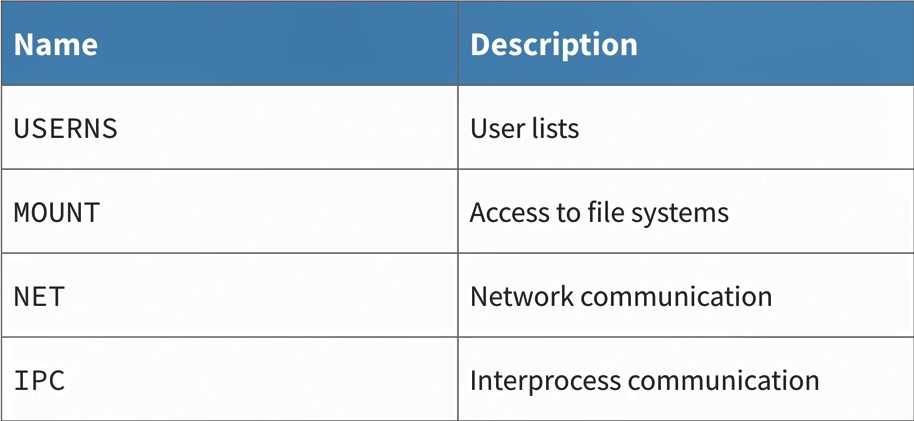 Name Description
USERNS User lists
MOUNT Access to file systems
NET Network communication
IPC Interprocess communication